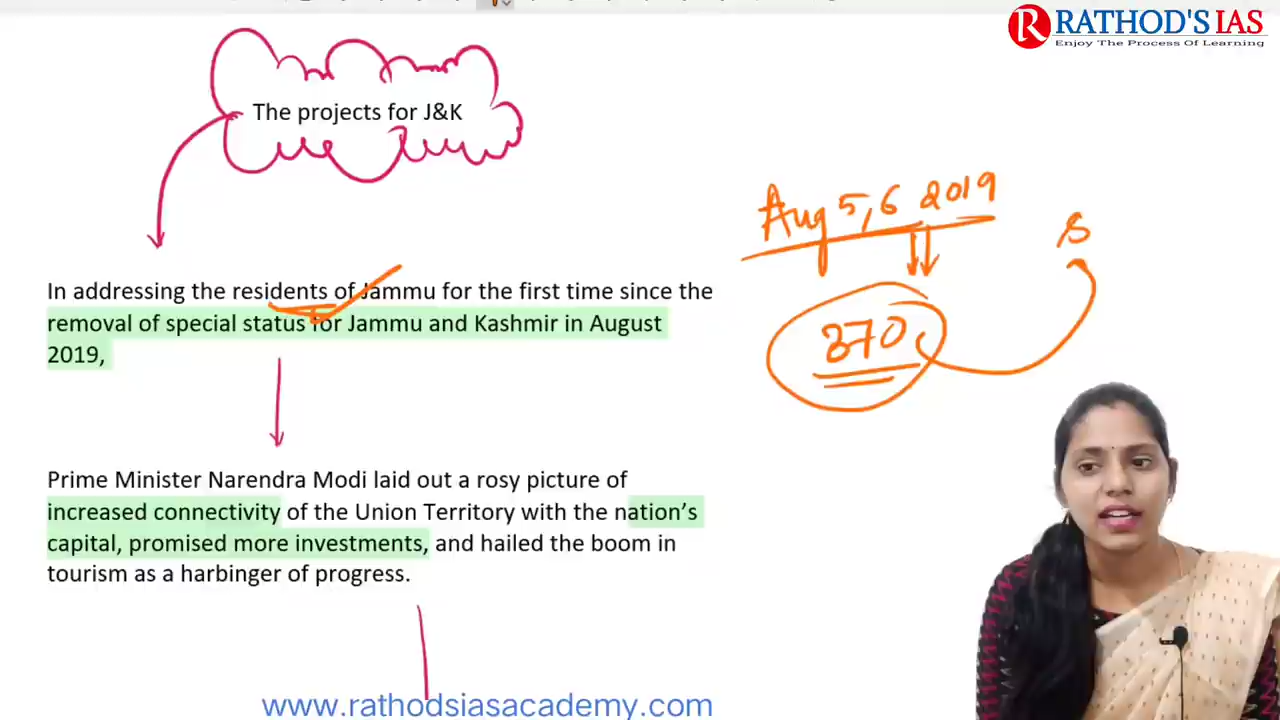 RATHOD'S IAS
Enjoy The Process Of Learning
The projects for J&K
Aug 5,6 2019
370
In addressing the residents of Jammu for the first time since the
removal of special status for Jammu and Kashmir in August
2019,
Prime Minister Narendra Modi laid out a rosy picture of
increased connectivity of the Union Territory with the nation's
capital, promised more investments, and hailed the boom in
tourism as a harbinger of progress.
www.rathodsiasacademy.com